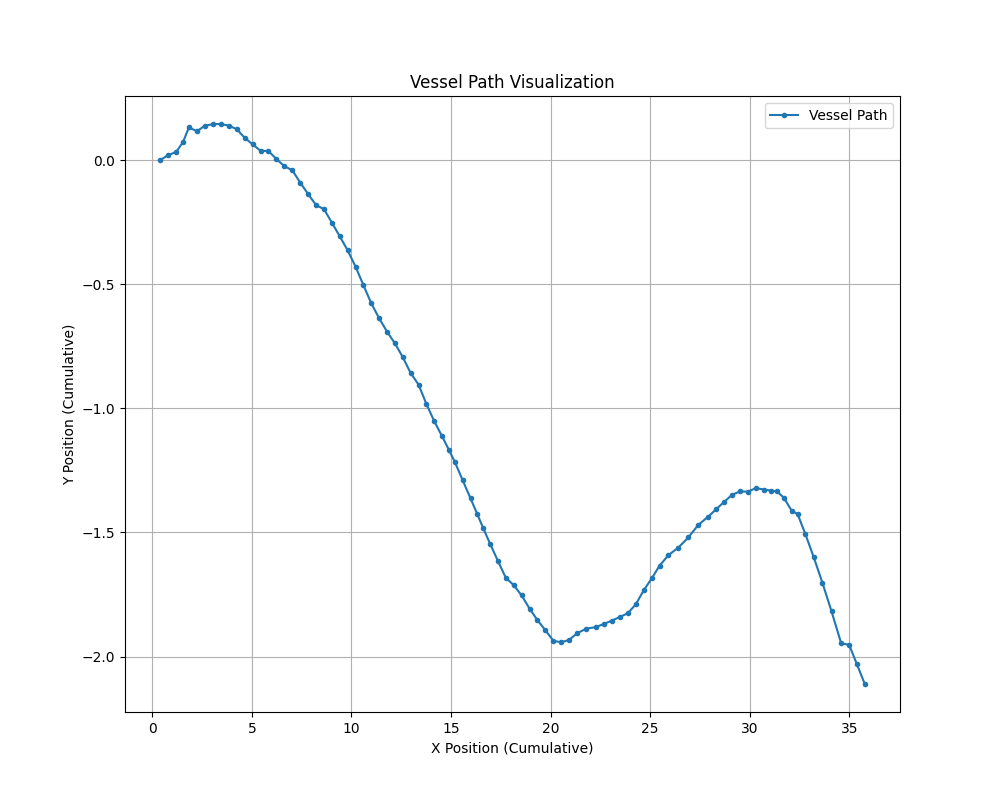 Vessel Path Visualization
Vessel Path
Y Position (Cumulative)
0.0
−0.5
−1.0
−1.5
−2.0
0 5 10 15 20 25 30 35
X Position (Cumulative)